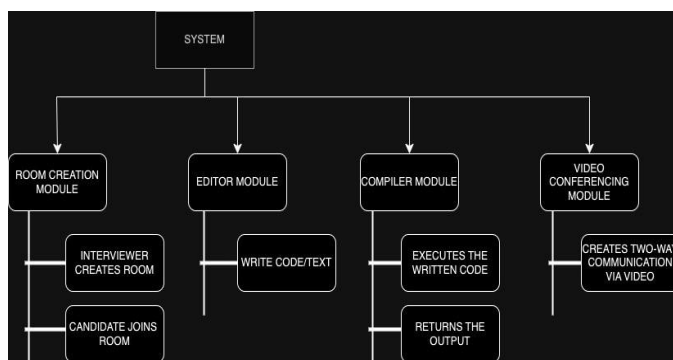 SYSTEM
ROOM CREATION
MODULE
EDITOR MODULE
COMPILER MODULE
VIDEO
CONFERENCING
MODULE
INTERVIEWER
CREATES ROOM
WRITE CODE/TEXT
EXECUTES THE
WRITTEN CODE
CREATES TWO-WAY
COMMUNICATION
VIA VIDEO
CANDIDATE JOINS
ROOM
RETURNS THE
OUTPUT